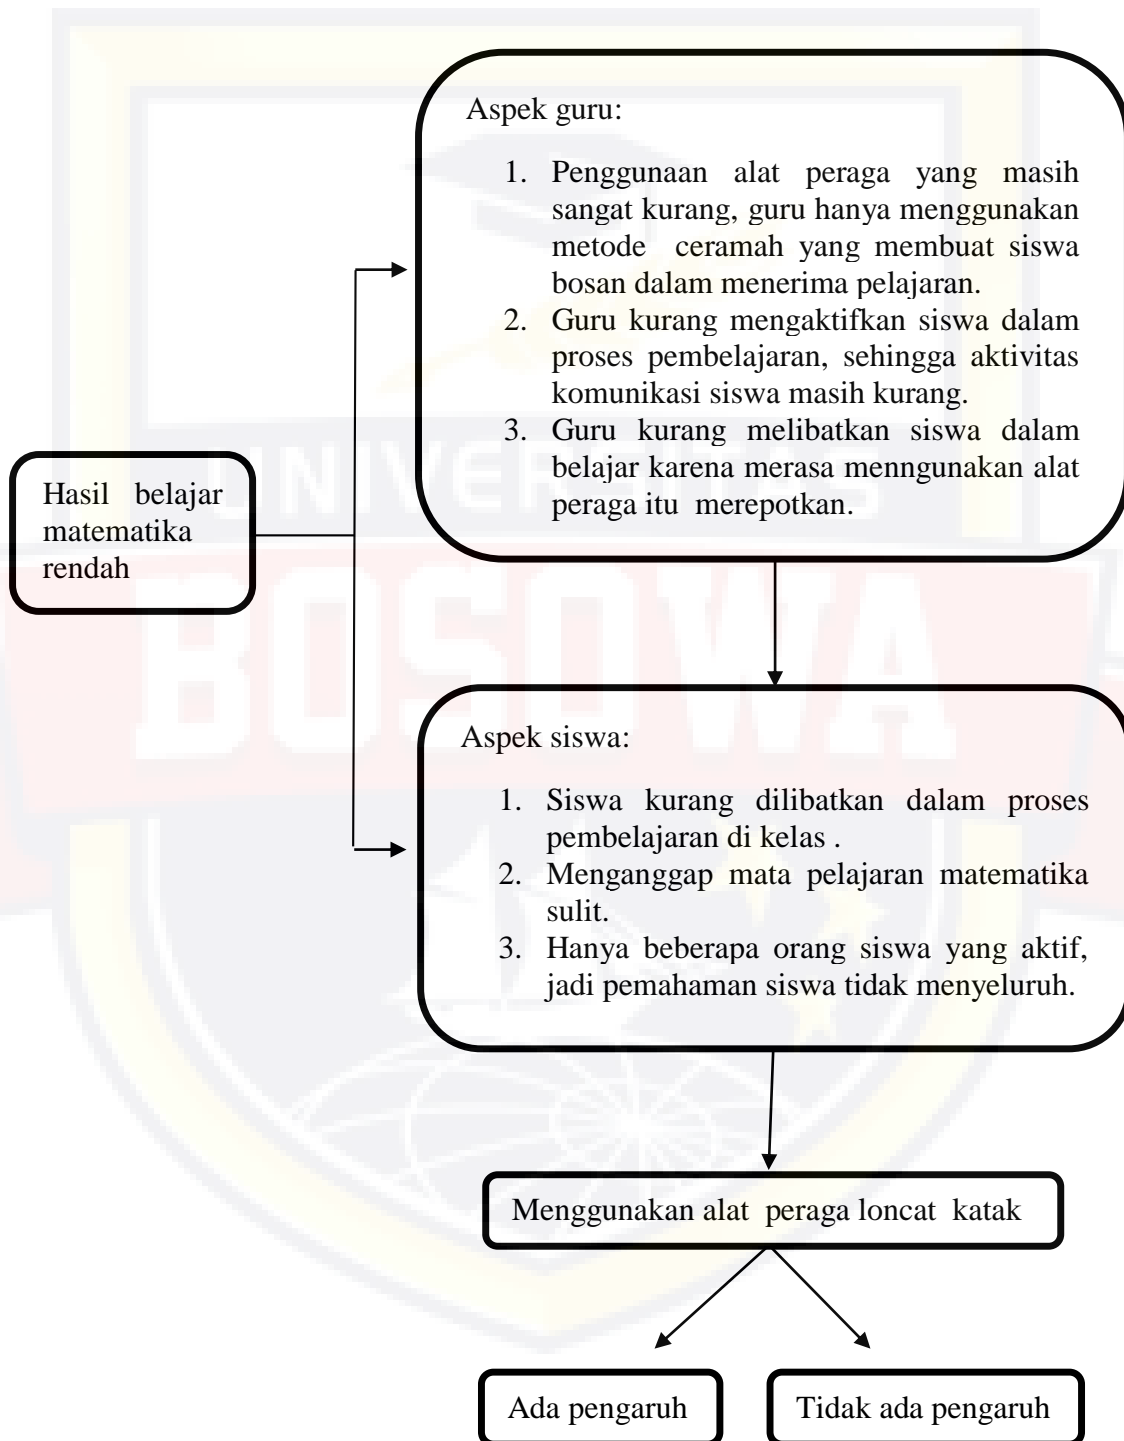 Aspek guru:
1. Penggunaan alat peraga yang masih
sangat kurang, guru hanya menggunakan
metode ceramah yang membuat siswa
bosan dalam menerima pelajaran.
2. Guru kurang mengaktifkan siswa dalam
proses pembelajaran, sehingga aktivitas
komunikasi siswa masih kurang.
3. Guru kurang melibatkan siswa dalam
belajar karena merasa menngunakan alat
peraga itu merepotkan.
Hasil belajar
matematika
rendah
UNIVERSITAS
BOSOWA
Aspek siswa:
1. Siswa kurang dilibatkan dalam proses
pembelajaran di kelas .
2. Menganggap mata pelajaran matematika
sulit.
3. Hanya beberapa orang siswa yang aktif,
jadi pemahaman siswa tidak menyeluruh.
Menggunakan alat peraga loncat katak
Ada pengaruh
Tidak ada pengaruh